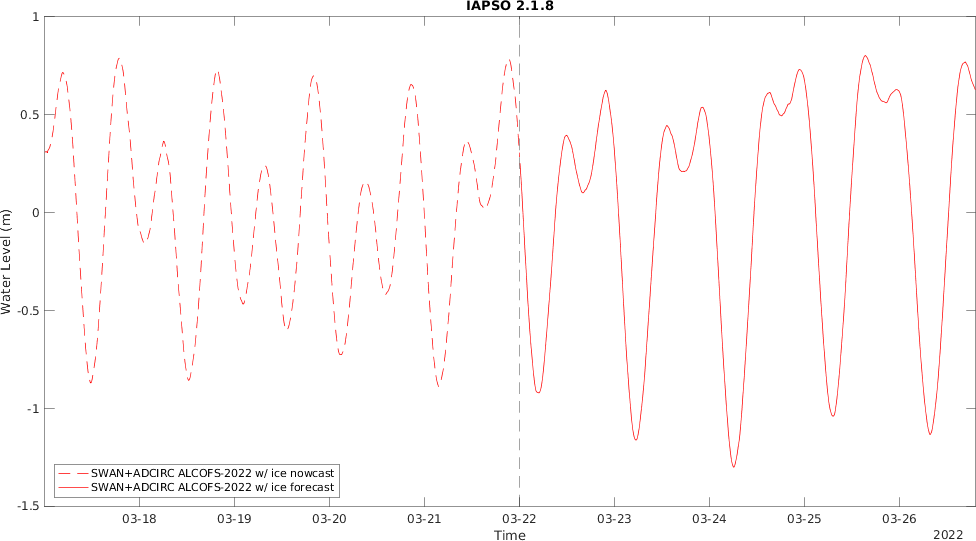 IAPSO 2.1.8
1
0.5
0
-0.5
-1
-1.5
Water Level (m)
SWAN+ADCIRC ALCOFS-2022 w/ ice nowcast
SWAN+ADCIRC ALCOFS-2022 w/ ice forecast
03-18 03-19 03-20 03-21 03-22 03-23 03-24 03-25 03-26
Time
2022